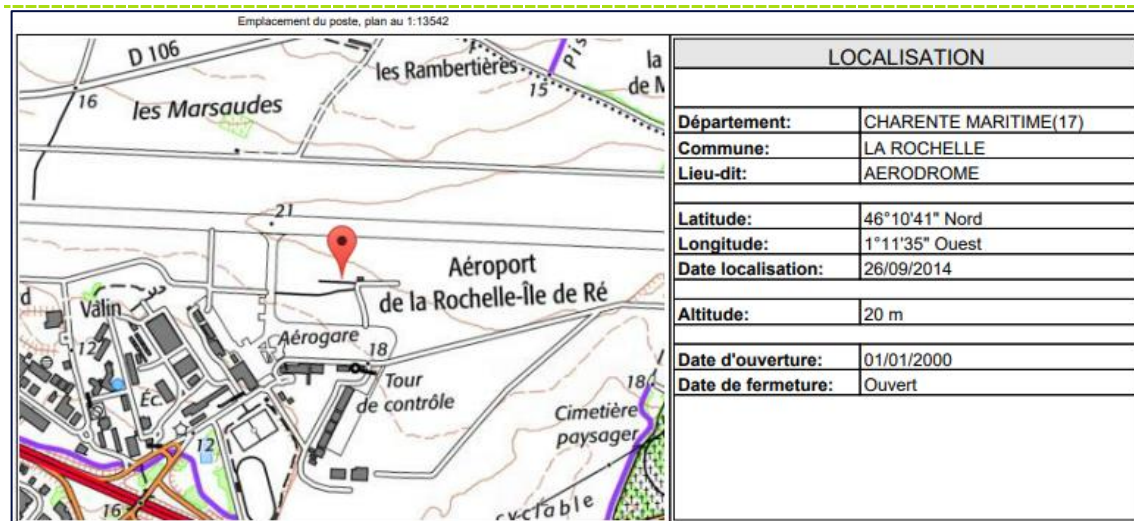 Emplacement du poste, plan au 1:13542
D 106
les Rambertières
Pis
la
de M
15
16
les Marsaudes
21
Aéroport
de la Rochelle-Île de Ré
d
Valin
Aérogare
12
18
Tour
de contrôle
18
Éc.
Cimetière
paysager
12
16
cyclable
LOCALISATION
Département: CHARENTE MARITIME(17)
Commune: LA ROCHELLE
Lieu-dit: AERODROME
Latitude: 46°10'41" Nord
Longitude: 1°11'35" Ouest
Date localisation: 26/09/2014
Altitude: 20 m
Date d'ouverture: 01/01/2000
Date de fermeture: Ouvert